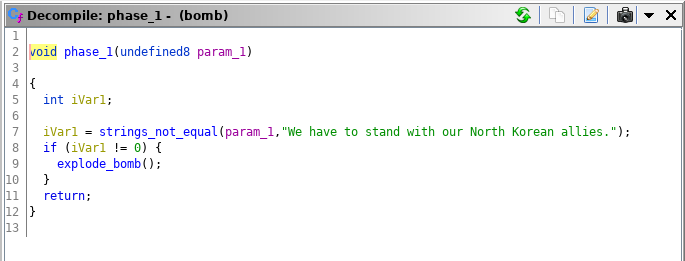 Decompile: phase_1 - (bomb)
1
2 void phase_1(undefined8 param_1)
3
4 {
5   int iVar1;
6
7   iVar1 = strings_not_equal(param_1,"We have to stand with our North Korean allies.");
8   if (iVar1 != 0) {
9     explode_bomb();
10   }
11   return;
12 }
13